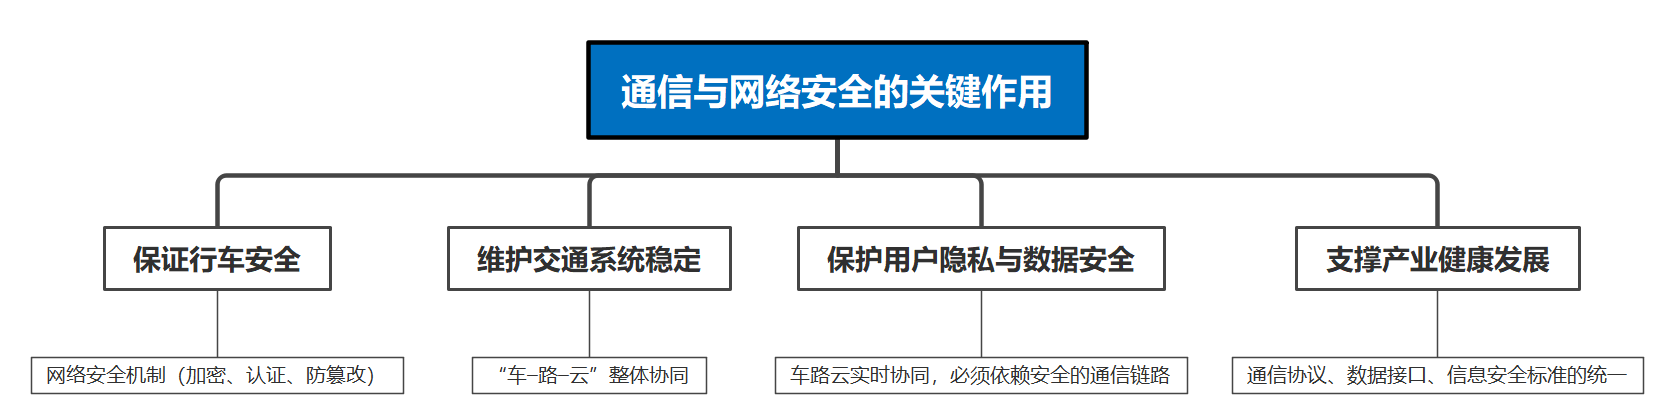 通信与网络安全的关键作用
保证行车安全
维护交通系统稳定
保护用户隐私与数据安全
支撑产业健康发展
网络安全机制（加密、认证、防篡改）
“车—路—云”整体协同
车路云实时协同，必须依赖安全的通信链路
通信协议、数据接口、信息安全标准的统一